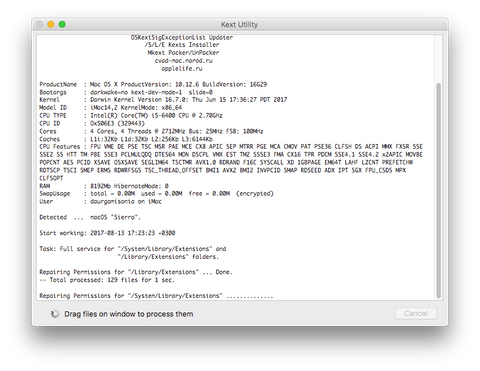 Kext Utility
OSKextSigExceptionList Updater
/S/L/E Kexts Installer
Mkext Packer/UnPacker
cvad-mac.narod.ru
applelife.ru
ProductName : Mac OS X ProductVersion: 10.12.6 BuildVersion: 16G29
Bootargs : darkwake=no kext-dev-mode=1 slide=0
Kernel : Darwin Kernel Version 16.7.0: Thu Jun 15 17:36:27 PDT 2017
Model ID : iMac14,2 KernelMode: x86_64
CPU TYPE : Intel(R) Core(TM) i5-6400 CPU @ 2.70GHz
CPU ID : 0x506E3 (329443)
Cores : 4 Cores, 4 Threads @ 2712MHz Bus: 25MHz FSB: 100MHz
Caches : L1i:32Kb L1d:32Kb L2:256Kb L3:6144Kb
CPU Features : FPU VME DE PSE TSC MSR PAE MCE CX8 APIC SEP MTRR PGE MCA CMOV PAT PSE36 CLFSH DS ACPI MMX FXSR SSE
SSE2 SS HTT TM PBE SSE3 PCLMULQDQ DTES64 MON DSCPL VMX EST TM2 SSSE3 FMA CX16 TPR PDCM SSE4.1 SSE4.2 x2APIC MOVBE
POPCNT AES PCID XSAVE OSXSAVE SEGLIM64 TSCTMR AVX1.0 RDRAND F16C SYSCALL XD 1GBPAGE EM64T LAHF LZCNT PREFETCHW
RDTSCP TSCI SMEP ERMS RDWRFSGS TSC_THREAD_OFFSET BMI1 AVX2 BMI2 INVPCID SMAP RDSEED ADX IPT SGX FPU_CSDS MPX
CLFSOPT
RAM : 8192Mb HibernateMode: 0
SwapUsage : total = 0.00M used = 0.00M free = 0.00M (encrypted)
User : daurganisonia on iMac
Detected ... macOS "Sierra".
Start working: 2017-08-13 17:23:23 +0300
Task: Full service for "/System/Library/Extensions" and
"/Library/Extensions" folders.
Repairing Permissions for "/Library/Extensions" ... Done.
-- Total processed: 129 files for 1 sec.
Repairing Permissions for "/System/Library/Extensions" ..............
Drag files on window to process them
Cancel